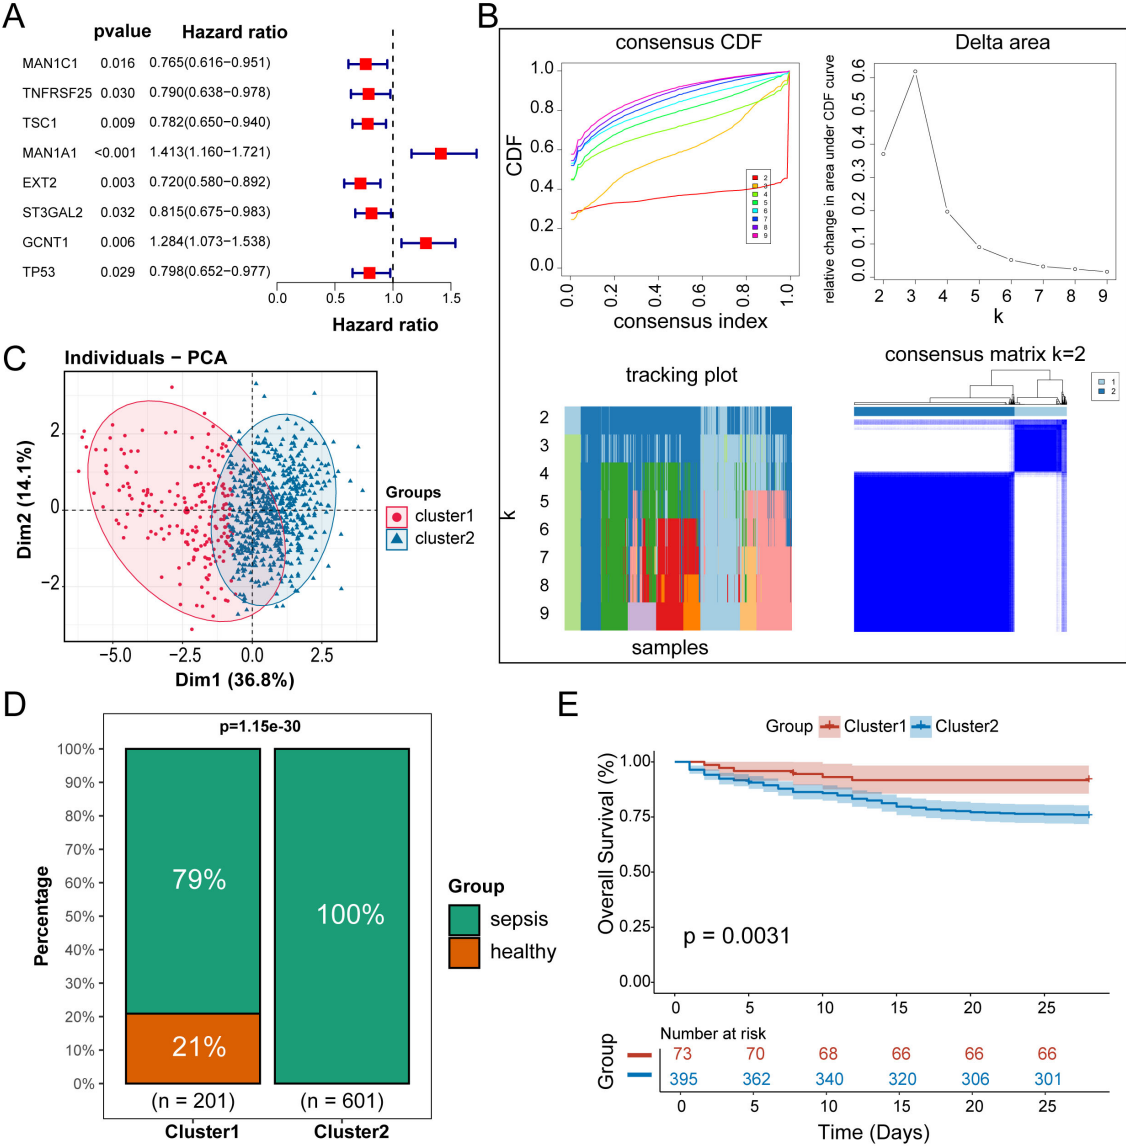 A
pvalue Hazard ratio
MAN1C1 0.016 0.765(0.616−0.951)
TNFRSF25 0.030 0.790(0.638−0.978)
TSC1 0.009 0.782(0.650−0.940)
MAN1A1 <0.001 1.413(1.160−1.721)
EXT2 0.003 0.720(0.580−0.892)
ST3GAL2 0.032 0.815(0.675−0.983)
GCNT1 0.006 1.284(1.073−1.538)
TP53 0.029 0.798(0.652−0.977)
0.0 0.5 1.0 1.5
Hazard ratio
B
consensus CDF
CDF
1.0
0.8
0.6
0.4
0.2
0.0
2
3
4
5
6
7
8
9
0.0 0.2 0.4 0.6 0.8 1.0
consensus index
Delta area
relative change in area under CDF curve
0.6
0.5
0.4
0.3
0.2
0.1
0.0
2 3 4 5 6 7 8 9
k
tracking plot
k
2
3
4
5
6
7
8
9
samples
consensus matrix k=2
1
2
C
Individuals − PCA
Dim2 (14.1%)
2
0
−2
−5.0 −2.5 0.0 2.5
Dim1 (36.8%)
Groups
cluster1
cluster2
D
p=1.15e-30
Percentage
100%
90%
80%
70%
60%
50%
40%
30%
20%
10%
0%
79%
21%
100%
(n = 201) (n = 601)
Cluster1 Cluster2
Group
sepsis
healthy
E
Group Cluster1 Cluster2
Overall Survival (%)
1.00
0.75
0.50
0.25
0.00
p = 0.0031
0 5 10 15 20 25
Number at risk
Group
73 70 68 66 66 66
395 362 340 320 306 301
0 5 10 15 20 25
Time (Days)